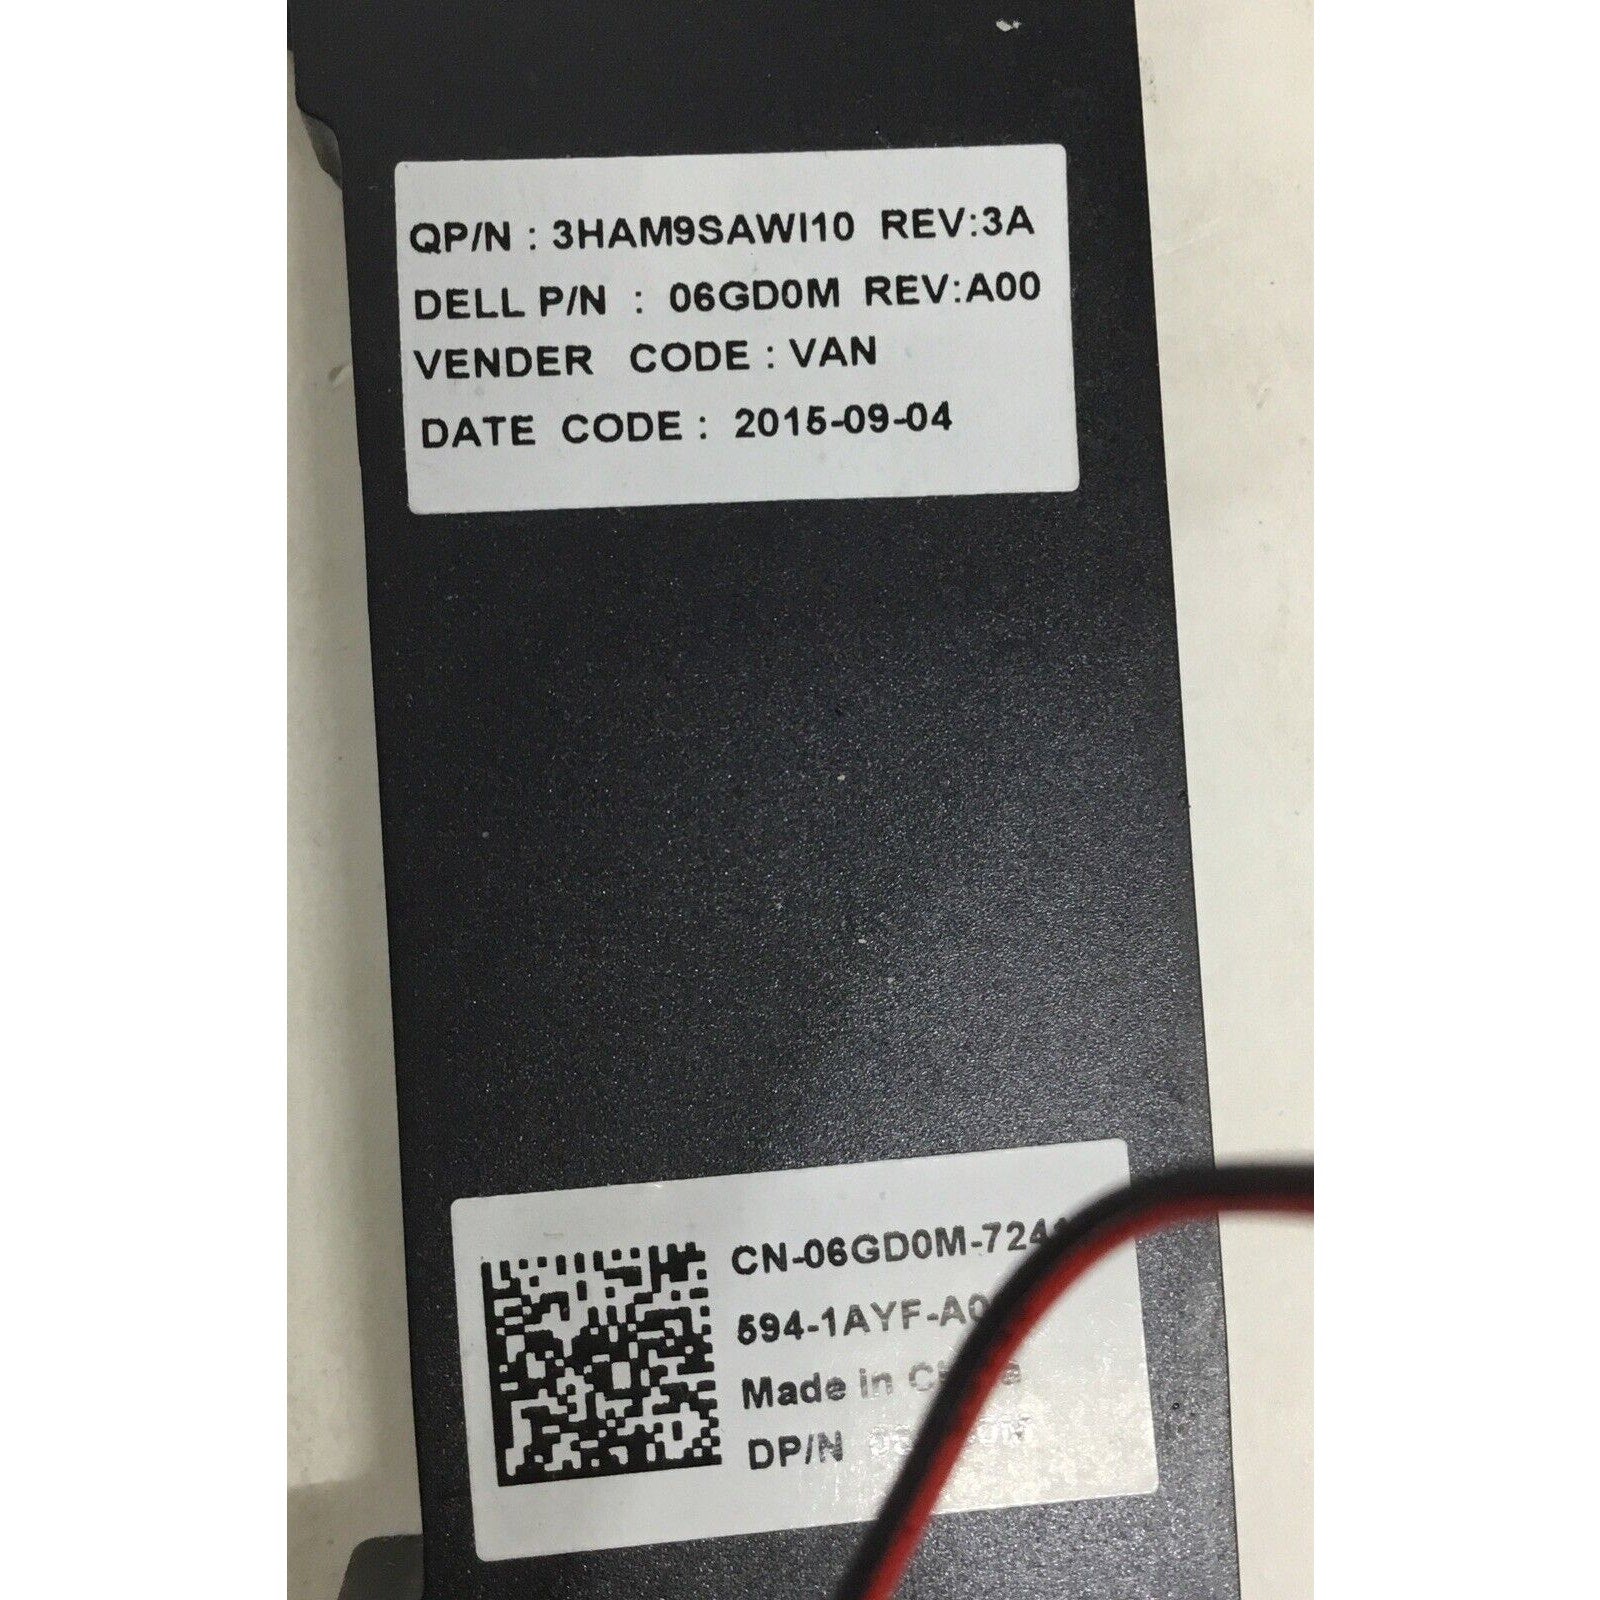 QP/N : 3HAM9SAWI10 REV:3A
DELL P/N : 06GD0M REV:A00
VENDER CODE : VAN
DATE CODE : 2015-09-04
CN-06GD0M-724
594-1AYF-A0
Made in China
DP/N